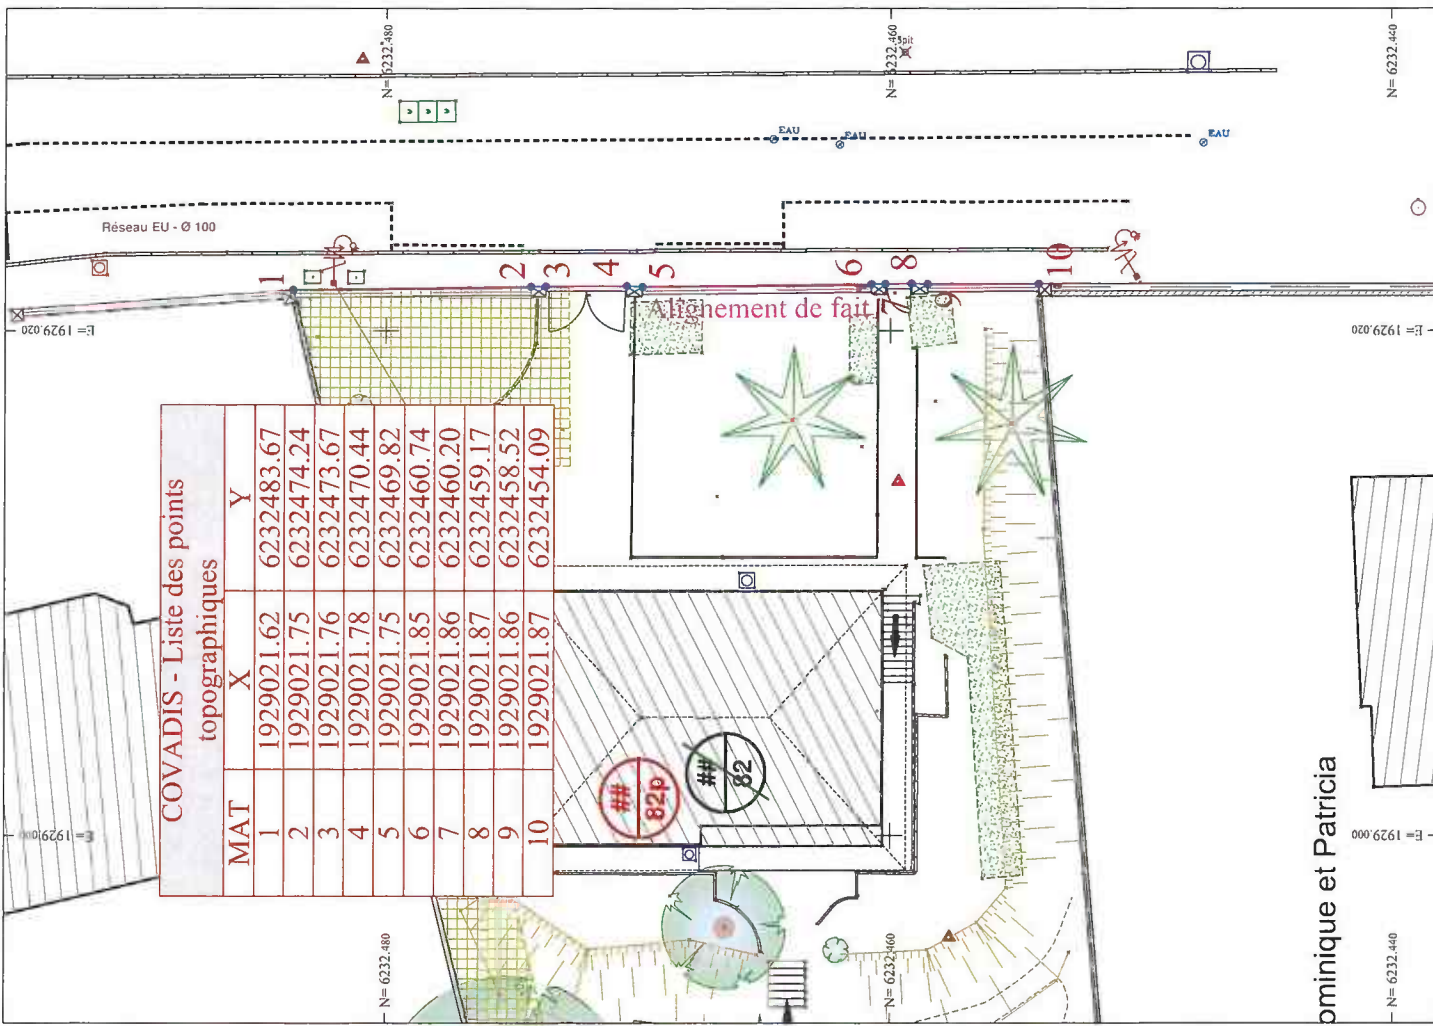 N= 6232.480
Spit
N= 6232.460
N= 6232.440
EAU
EAU
EAU
Réseau EU - Ø 100
1
2
3
4
5
6
7
8
9
10
Alignement de fait
E= 1929.020
E= 1929.020
COVADIS - Liste des points
topographiques
MAT X Y
1 1929021.62 6232483.67
2 1929021.75 6232474.24
3 1929021.76 6232473.67
4 1929021.78 6232470.44
5 1929021.75 6232469.82
6 1929021.85 6232460.74
7 1929021.86 6232460.20
8 1929021.87 6232459.17
9 1929021.86 6232458.52
10 1929021.87 6232454.09
##
82p
##
82
E= 1929.000
E= 1929.000
ominique et Patricia
N= 6232.480
N= 6232.460
N= 6232.440